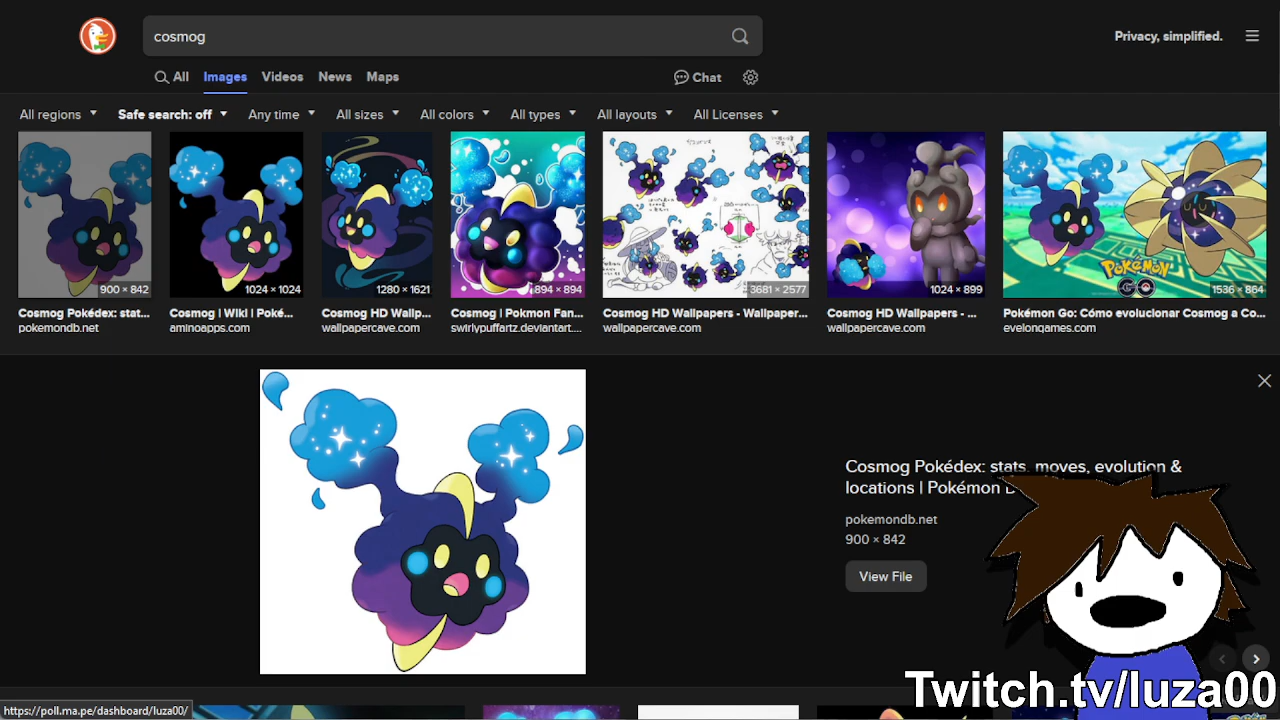 cosmog
Privacy, simplified.
All Images Videos News Maps Chat
All regions Safe search: off Any time All sizes All colors All types All layouts All Licenses
900 × 842 1024 × 1024 1280 × 1621 894 × 894 3681 × 2577 1024 × 899 1536 × 864
POKÉMON
GO
Cosmog Pokédex: stat... Cosmog | Wiki | Poké... Cosmog HD Wallp... Cosmog | Pokmon Fan... Cosmog HD Wallpapers - Wallpaper... Cosmog HD Wallpapers - ... Pokémon Go: Cómo evolucionar Cosmog a Co...
pokemondb.net aminoapps.com wallpapercave.com swirlypuffartz.deviantart.... wallpapercave.com wallpapercave.com evelongames.com
Cosmog Pokédex: stats, moves, evolution &
locations | Pokémon
pokemondb.net
900 × 842
View File
Twitch.tv/luza00
https://poll.ma.pe/dashboard/luza00/